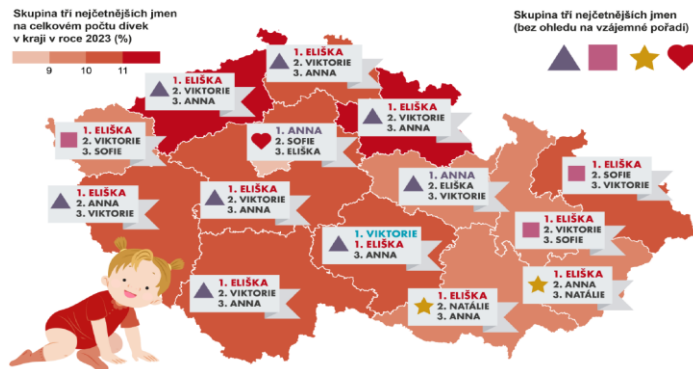 Skupina tří nejčetnějších jmen
na celkovém počtu dívek
v kraji v roce 2023 (%)
9 10 11
Skupina tří nejčetnějších jmen
(bez ohledu na vzájemné pořadí)
1. ELIŠKA
2. VIKTORIE
3. ANNA
1. ELIŠKA
2. VIKTORIE
3. ANNA
1. ELIŠKA
2. VIKTORIE
3. ANNA
1. ELIŠKA
2. VIKTORIE
3. SOFIE
1. ANNA
2. SOFIE
3. ELIŠKA
1. ELIŠKA
2. SOFIE
3. VIKTORIE
1. ELIŠKA
2. ANNA
3. VIKTORIE
1. ELIŠKA
2. VIKTORIE
3. ANNA
1. ANNA
2. ELIŠKA
3. VIKTORIE
1. ELIŠKA
2. VIKTORIE
3. SOFIE
1. VIKTORIE
1. ELIŠKA
3. ANNA
1. ELIŠKA
2. VIKTORIE
3. ANNA
1. ELIŠKA
2. NATÁLIE
3. ANNA
1. ELIŠKA
2. ANNA
3. NATÁLIE